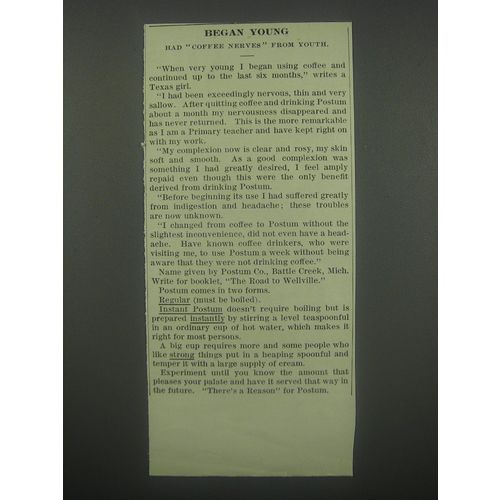 BEGAN YOUNG
HAD "COFFEE NERVES" FROM YOUTH.
"When very young I began using coffee and
continued up to the last six months," writes a
Texas girl.
"I had been exceedingly nervous, thin and very
sallow. After quitting coffee and drinking Postum
about a month my nervousness disappeared and
has never returned. This is the more remarkable
as I am a Primary teacher and have kept right on
with my work.
"My complexion now is clear and rosy, my skin
soft and smooth. As a good complexion was
something I had greatly desired, I feel amply
repaid even though this were the only benefit
derived from drinking Postum.
"Before beginning its use I had suffered greatly
from indigestion and headache; these troubles
are now unknown.
"I changed from coffee to Postum without the
slightest inconvenience, did not even have a head-
ache. Have known coffee drinkers, who were
visiting me, to use Postum a week without being
aware that they were not drinking coffee."
Name given by Postum Co., Battle Creek, Mich.
Write for booklet, "The Road to Wellville."
Postum comes in two forms.
Regular (must be boiled).
Instant Postum doesn't require boiling but is
prepared instantly by stirring a level teaspoonful
in an ordinary cup of hot water, which makes it
right for most persons.
A big cup requires more and some people who
like strong things put in a heaping spoonful and
temper it with a large supply of cream.
Experiment until you know the amount that
pleases your palate and have it served that way in
the future. "There's a Reason" for Postum.